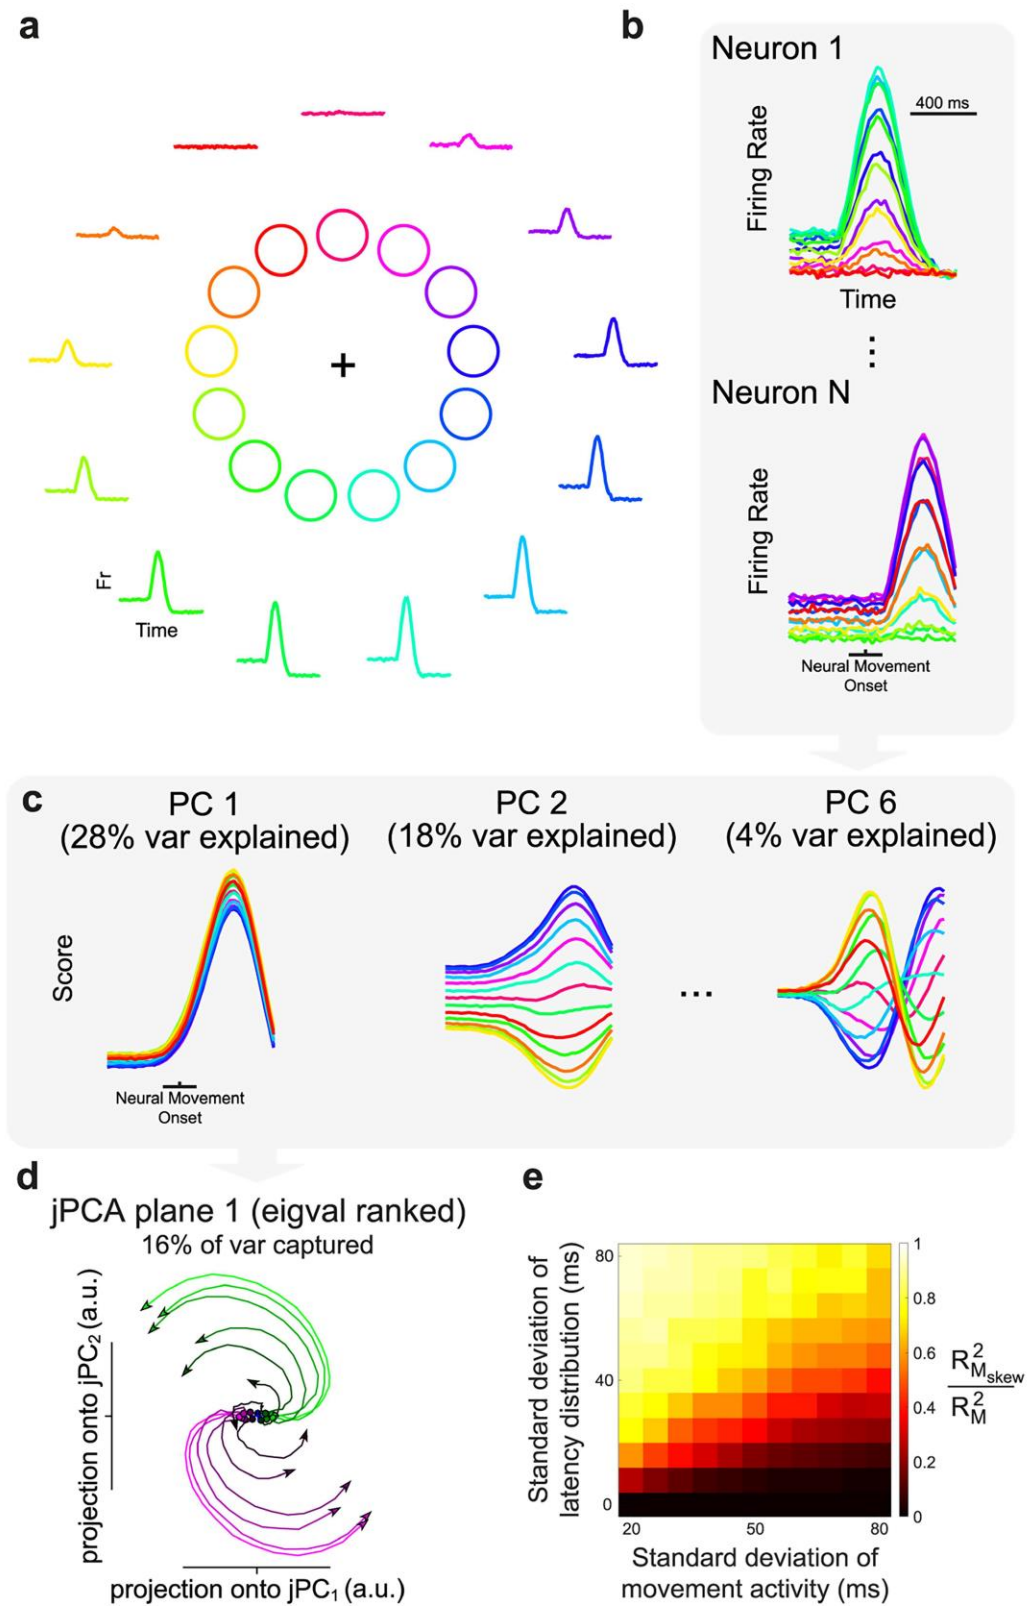 a
Fr
Time
+
b
Neuron 1
400 ms
Firing Rate
Time
⋮
Neuron N
Firing Rate
Neural Movement
Onset
c
PC 1
(28% var explained)
PC 2
(18% var explained)
PC 6
(4% var explained)
Score
...
Neural Movement
Onset
d
jPCA plane 1 (eigval ranked)
16% of var captured
projection onto jPC₂ (a.u.)
projection onto jPC₁ (a.u.)
e
Standard deviation of
latency distribution (ms)
80
40
0
20
50
80
Standard deviation of
movement activity (ms)
1
0.8
0.6
0.4
0.2
0
R²Mskew
R²M